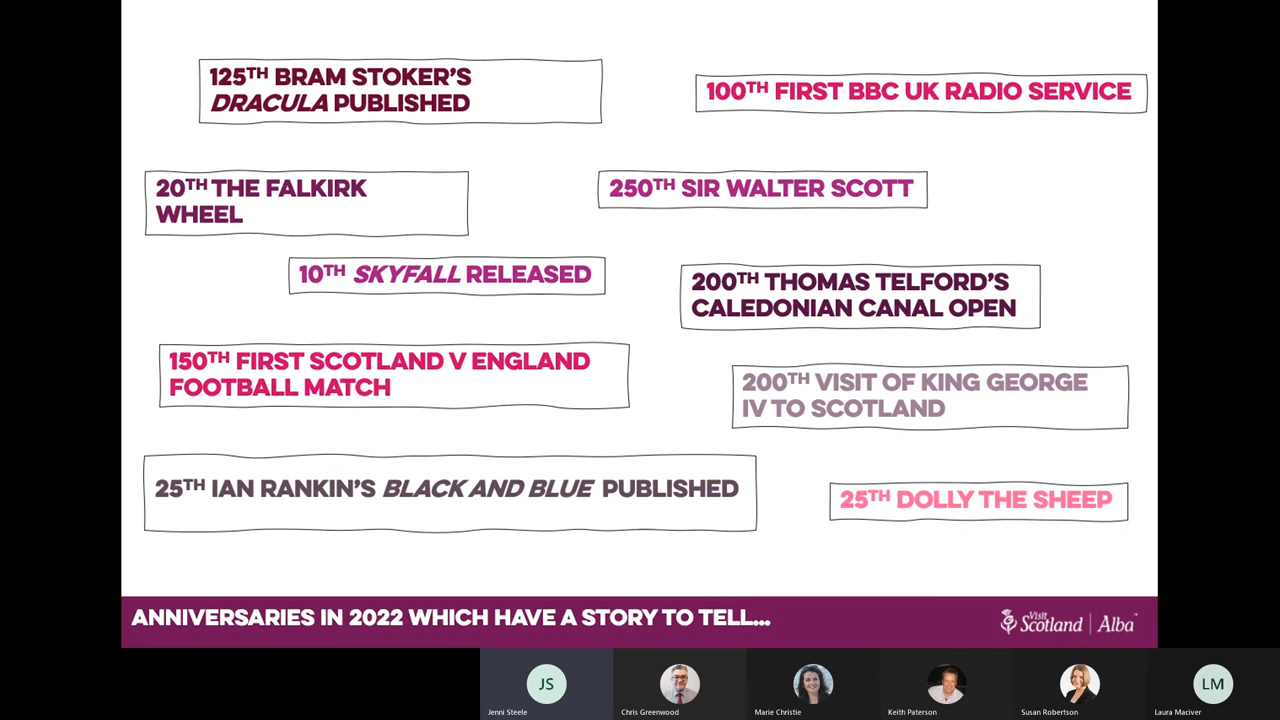 125TH BRAM STOKER'S
DRACULA PUBLISHED
100TH FIRST BBC UK RADIO SERVICE
20TH THE FALKIRK
WHEEL
250TH SIR WALTER SCOTT
10TH SKYFALL RELEASED
200TH THOMAS TELFORD'S
CALEDONIAN CANAL OPEN
150TH FIRST SCOTLAND V ENGLAND
FOOTBALL MATCH
200TH VISIT OF KING GEORGE
IV TO SCOTLAND
25TH IAN RANKIN'S BLACK AND BLUE PUBLISHED
25TH DOLLY THE SHEEP
ANNIVERSARIES IN 2022 WHICH HAVE A STORY TO TELL...
Visit
Scotland | Alba™
JS
LM
Jenni Steele
Chris Greenwood
Marie Christie
Keith Paterson
Susan Robertson
Laura Maciver